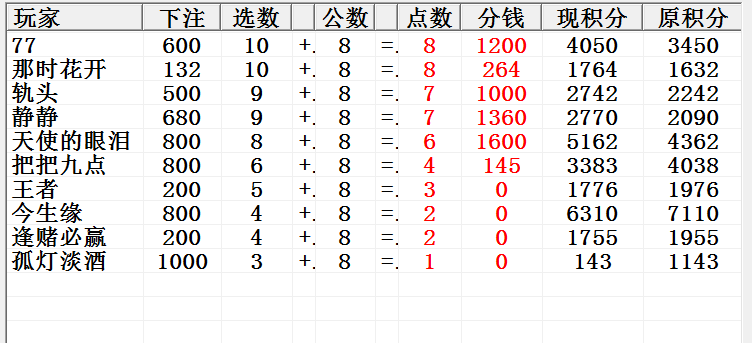 玩家 下注 选数 公数 点数 分钱 现积分 原积分
77 600 10 +. 8 =. 8 1200 4050 3450
那时花开 132 10 +. 8 =. 8 264 1764 1632
轨头 500 9 +. 8 =. 7 1000 2742 2242
静静 680 9 +. 8 =. 7 1360 2770 2090
天使的眼泪 800 8 +. 8 =. 6 1600 5162 4362
把把九点 800 6 +. 8 =. 4 145 3383 4038
王者 200 5 +. 8 =. 3 0 1776 1976
今生缘 800 4 +. 8 =. 2 0 6310 7110
逢赌必赢 200 4 +. 8 =. 2 0 1755 1955
孤灯淡酒 1000 3 +. 8 =. 1 0 143 1143